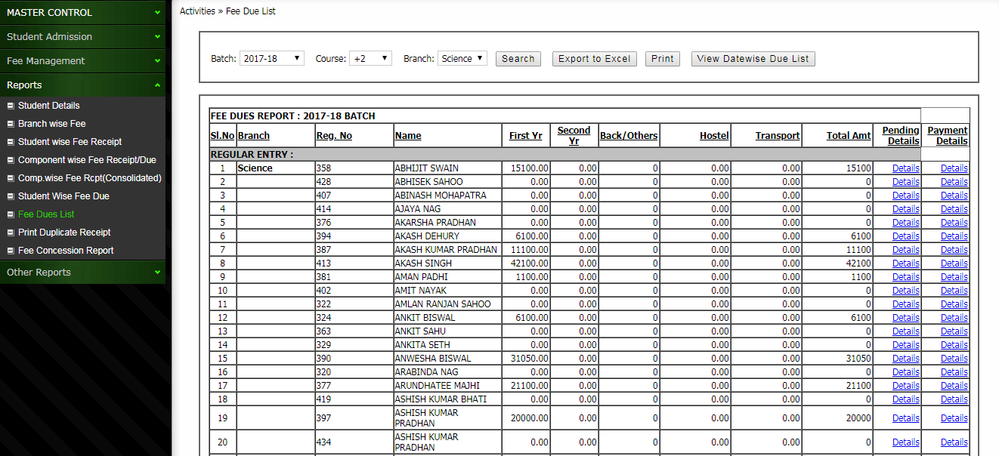 MASTER CONTROL
Student Admission
Fee Management
Reports
Student Details
Branch wise Fee
Student wise Fee Receipt
Component wise Fee Receipt/Due
Comp.wise Fee Rcpt(Consolidated)
Student Wise Fee Due
Fee Dues List
Print Duplicate Receipt
Fee Concession Report
Other Reports
Activities » Fee Due List
Batch: 2017-18 Course: +2 Branch: Science Search Export to Excel Print View Datewise Due List
FEE DUES REPORT : 2017-18 BATCH
Sl.No Branch Reg. No Name First Yr Second Yr Back/Others Hostel Transport Total Amt Pending Details Payment Details
REGULAR ENTRY :
1 Science 358 ABHIJIT SWAIN 15100.00 0.00 0 0.00 0.00 15100 Details Details
2 428 ABHISEK SAHOO 0.00 0.00 0 0.00 0.00 0 Details Details
3 407 ABINASH MOHAPATRA 0.00 0.00 0 0.00 0.00 0 Details Details
4 414 AJAYA NAG 0.00 0.00 0 0.00 0.00 0 Details Details
5 376 AKARSHA PRADHAN 0.00 0.00 0 0.00 0.00 0 Details Details
6 394 AKASH DEHURY 6100.00 0.00 0 0.00 0.00 6100 Details Details
7 387 AKASH KUMAR PRADHAN 11100.00 0.00 0 0.00 0.00 11100 Details Details
8 413 AKASH SINGH 42100.00 0.00 0 0.00 0.00 42100 Details Details
9 381 AMAN PADHI 1100.00 0.00 0 0.00 0.00 1100 Details Details
10 402 AMIT NAYAK 0.00 0.00 0 0.00 0.00 0 Details Details
11 322 AMLAN RANJAN SAHOO 0.00 0.00 0 0.00 0.00 0 Details Details
12 324 ANKIT BISWAL 6100.00 0.00 0 0.00 0.00 6100 Details Details
13 363 ANKIT SAHU 0.00 0.00 0 0.00 0.00 0 Details Details
14 329 ANKITA SETH 0.00 0.00 0 0.00 0.00 0 Details Details
15 390 ANWESHA BISWAL 31050.00 0.00 0 0.00 0.00 31050 Details Details
16 320 ARABINDA NAG 0.00 0.00 0 0.00 0.00 0 Details Details
17 377 ARUNDHATEE MAJHI 21100.00 0.00 0 0.00 0.00 21100 Details Details
18 419 ASHISH KUMAR BHATI 0.00 0.00 0 0.00 0.00 0 Details Details
19 397 ASHISH KUMAR PRADHAN 20000.00 0.00 0 0.00 0.00 20000 Details Details
20 434 ASHISH KUMAR PRADHAN 0.00 0.00 0 0.00 0.00 0 Details Details